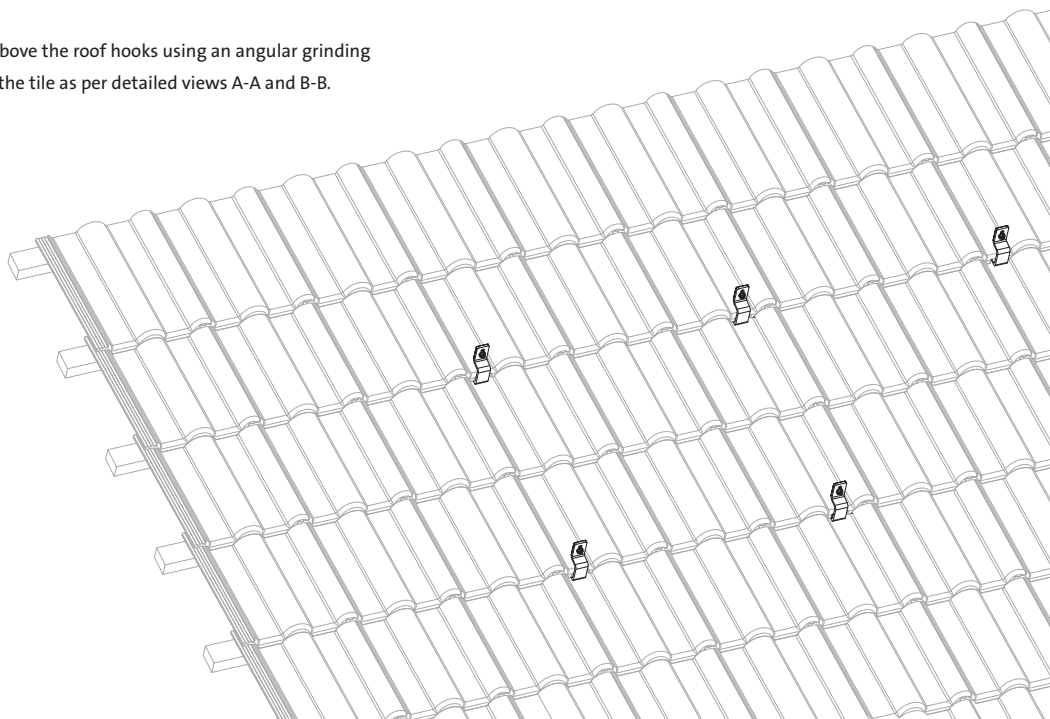 bove the roof hooks using an angular grinding
the tile as per detailed views A-A and B-B.